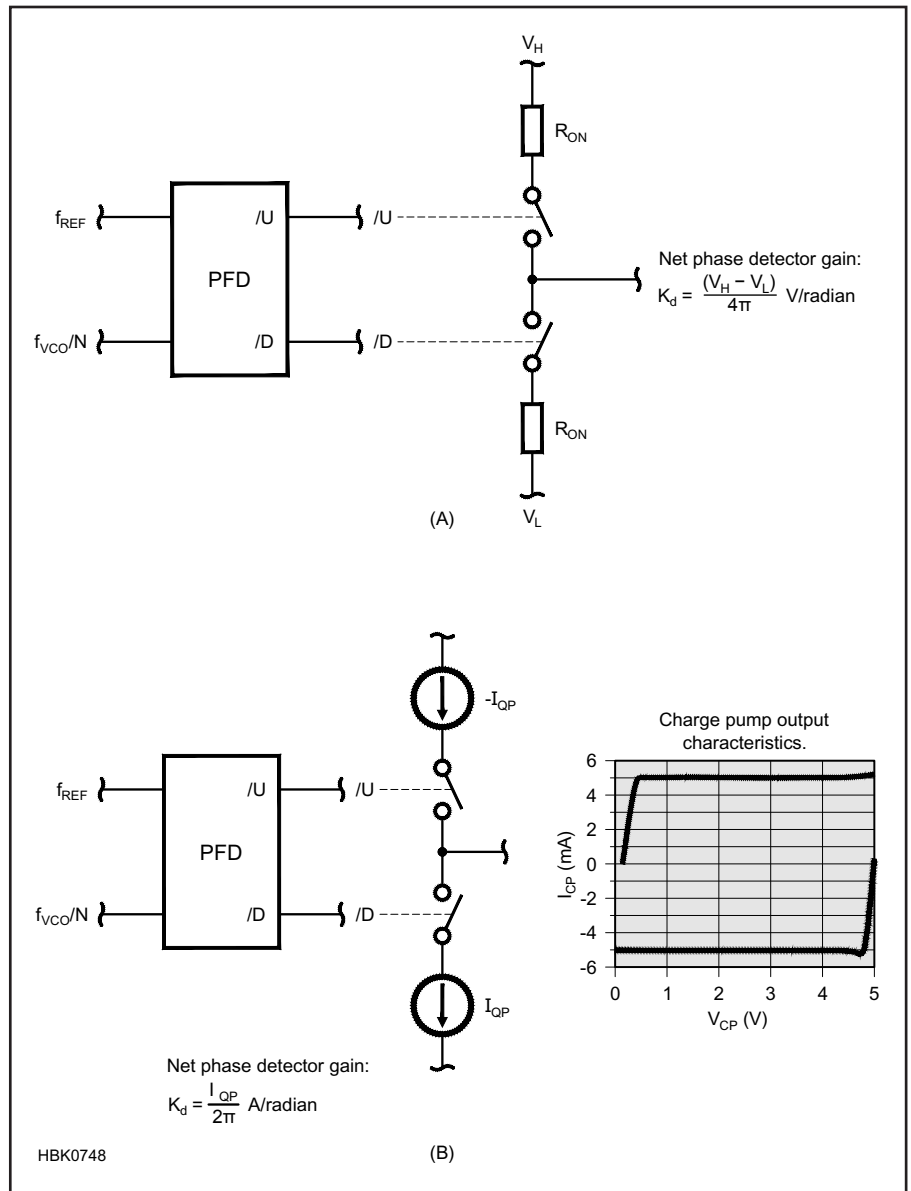 V_H
R_ON
f_REF
/U
/U
PFD
Net phase detector gain:
K_d = (V_H − V_L) / 4π V/radian
f_VCO/N
/D
/D
R_ON
(A)
V_L
-I_QP
Charge pump output
characteristics.
f_REF
/U
/U
PFD
f_VCO/N
/D
/D
I_QP
6
4
2
0
-2
-4
-6
I_CP (mA)
0
1
2
3
4
5
V_CP (V)
Net phase detector gain:
K_d = I_QP / 2π A/radian
HBK0748
(B)